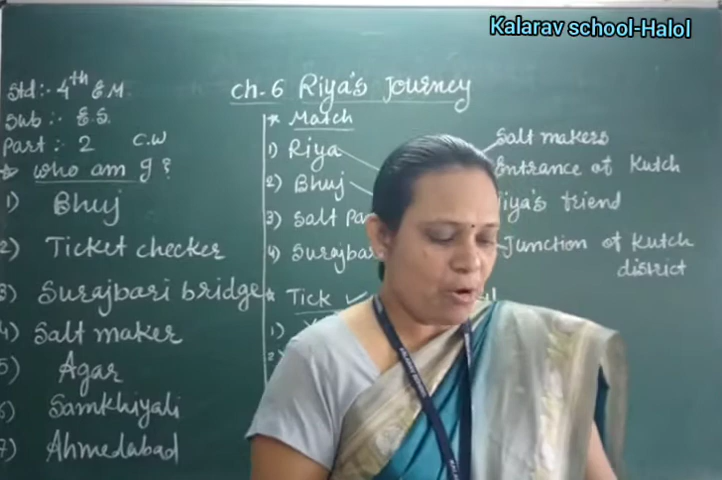 Kalarav school-Halol
Std:- 4th E.M.
Sub :- E.S.
Part :- 2 C.W
Ch-6 Riya's Journey
* who am I?
1) Bhuj
2) Ticket checker
3) Surajbari bridge
4) Salt maker
5) Agar
6) Samkhiyali
7) Ahmedabad
* Match
1) Riya
2) Bhuj
3) Salt
4) Surajbari
Salt makers
Entrance of Kutch
Riya's friend
Junction of Kutch
district
* Tick ✓
1)
2)